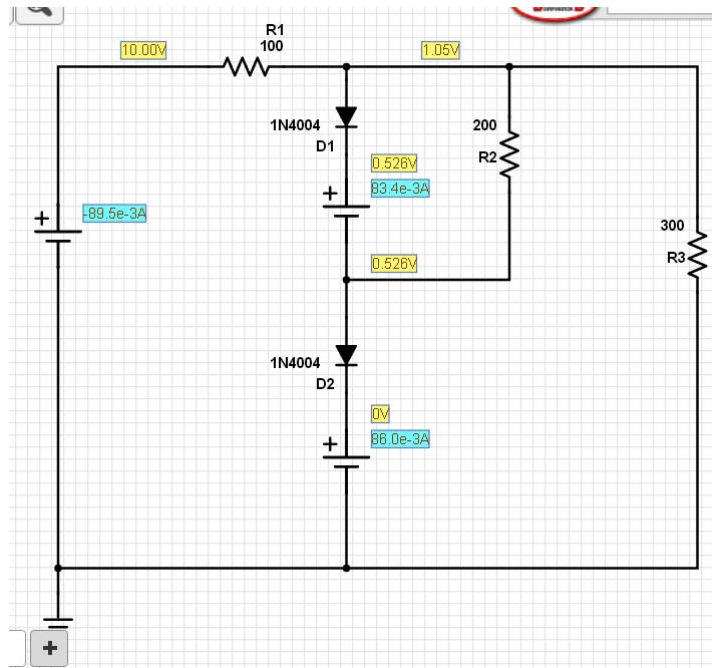 R1
10.00V
100
1.05V
1N4004
D1
200
R2
0.526V
83.4e-3A
+
-89.5e-3A
+
300
R3
0.526V
1N4004
D2
0V
86.0e-3A
+
+